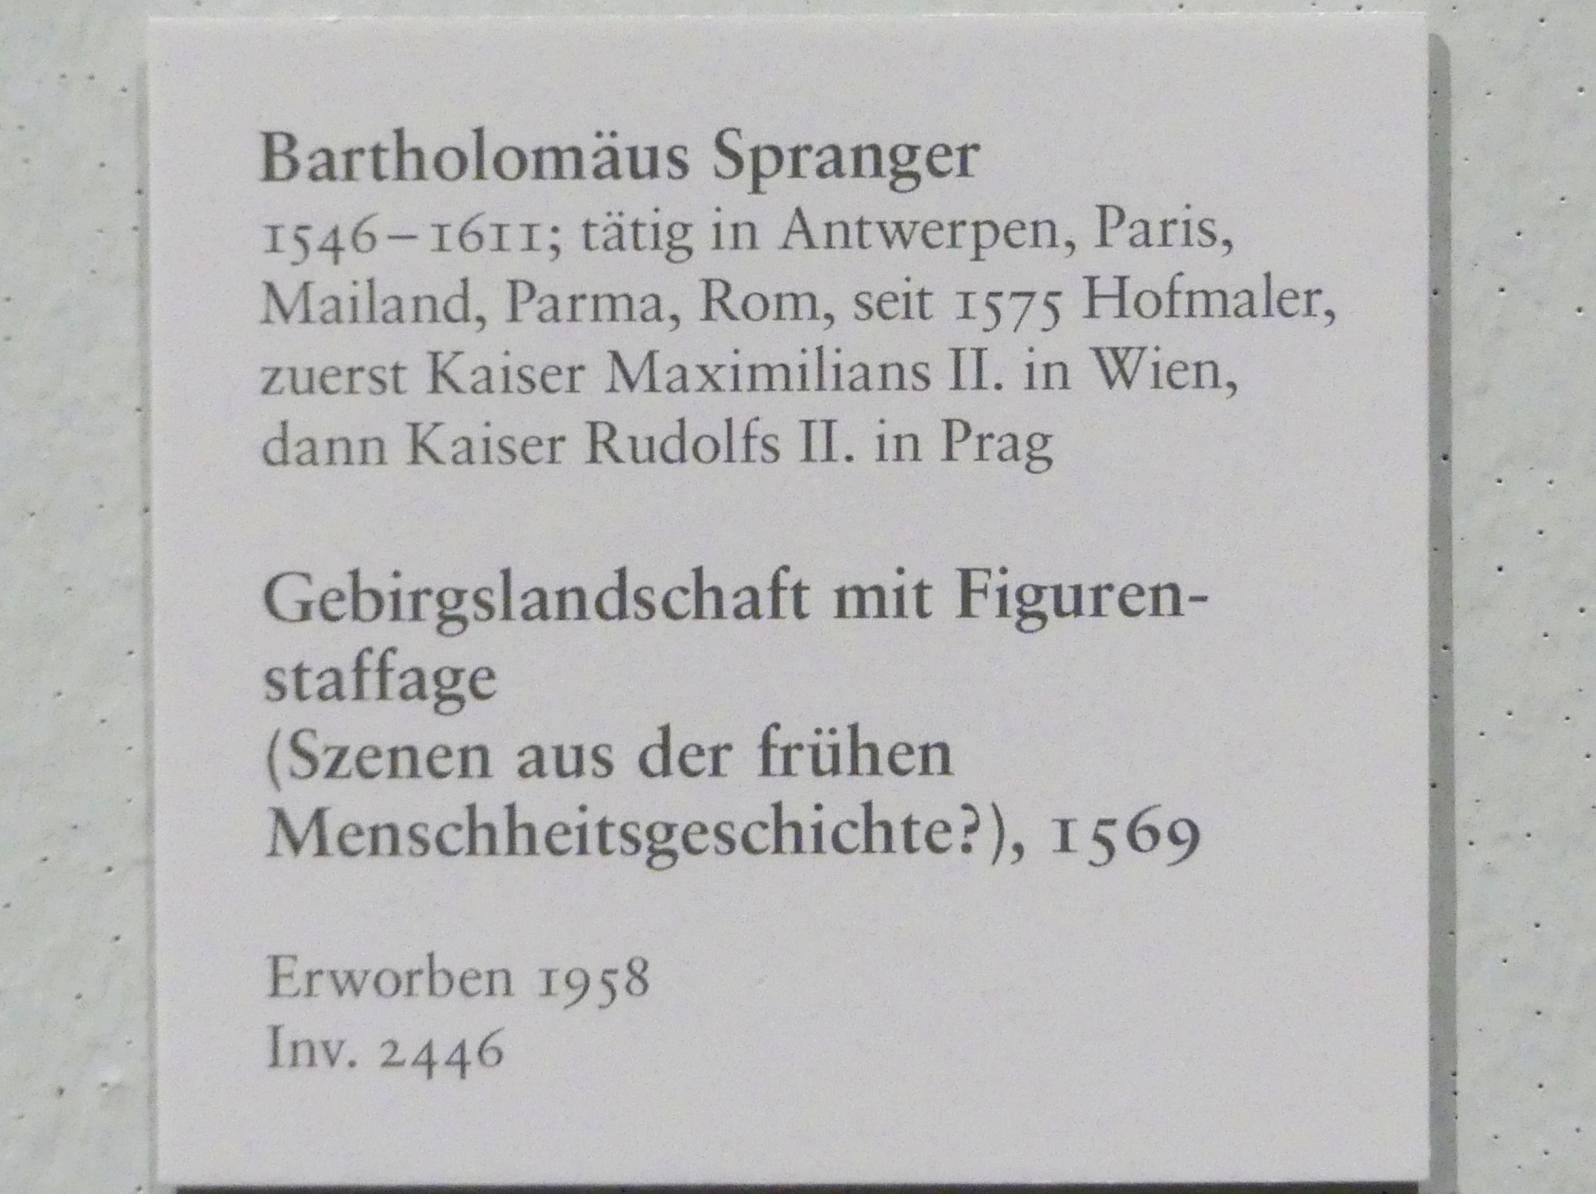 Bartholomäus Spranger
1546–1611; tätig in Antwerpen, Paris,
Mailand, Parma, Rom, seit 1575 Hofmaler,
zuerst Kaiser Maximilians II. in Wien,
dann Kaiser Rudolfs II. in Prag
Gebirgslandschaft mit Figuren-
staffage
(Szenen aus der frühen
Menschheitsgeschichte?), 1569
Erworben 1958
Inv. 2446